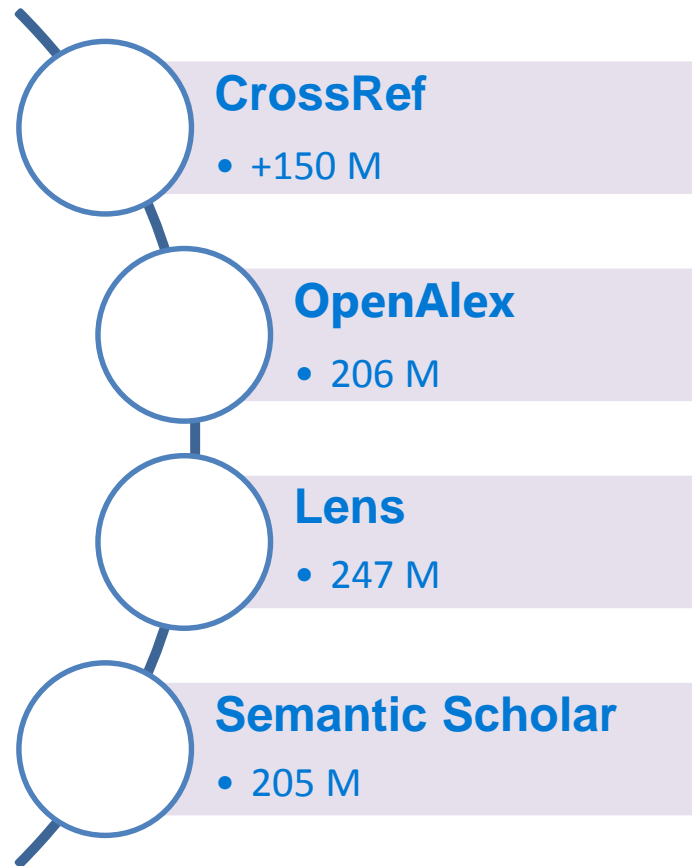 CrossRef
• +150 M
OpenAlex
• 206 M
Lens
• 247 M
Semantic Scholar
• 205 M